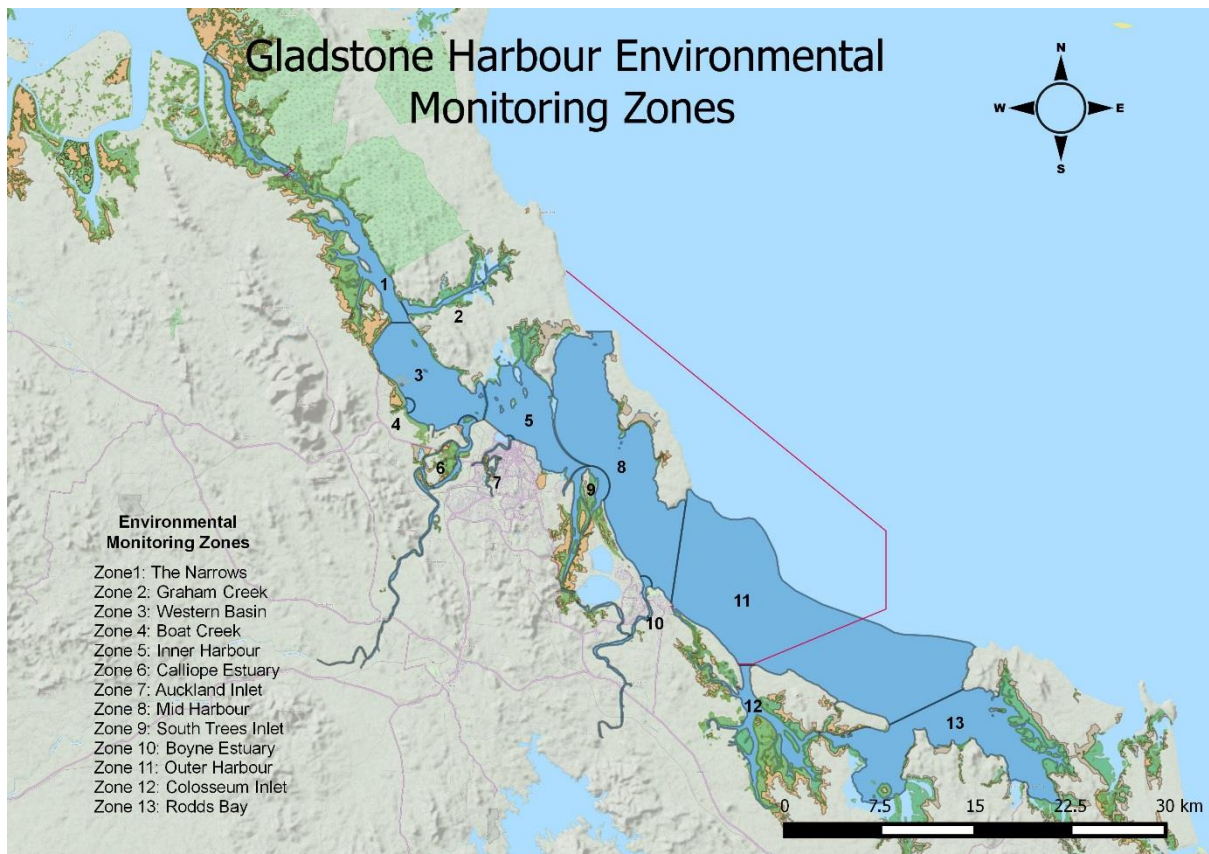 Gladstone Harbour Environmental
Monitoring Zones
N
W
E
S
1
2
3
4
5
6
7
8
9
10
11
12
13
Environmental
Monitoring Zones
Zone1: The Narrows
Zone 2: Graham Creek
Zone 3: Western Basin
Zone 4: Boat Creek
Zone 5: Inner Harbour
Zone 6: Calliope Estuary
Zone 7: Auckland Inlet
Zone 8: Mid Harbour
Zone 9: South Trees Inlet
Zone 10: Boyne Estuary
Zone 11: Outer Harbour
Zone 12: Colosseum Inlet
Zone 13: Rodds Bay
0 7.5 15 22.5 30 km